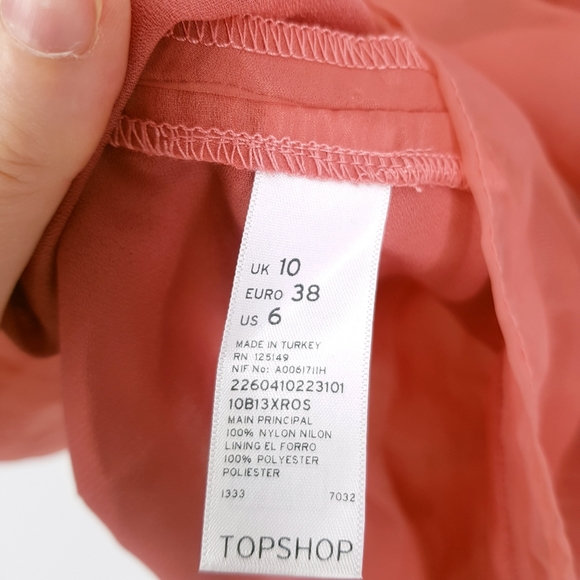 UK 10
EURO 38
US 6
MADE IN TURKEY
RN 125149
NIF No: A0061711H
2260410223101
10B13XROS
MAIN PRINCIPAL
100% NYLON NILON
LINING EL FORRO
100% POLYESTER
POLIESTER
1333 7032
TOPSHOP